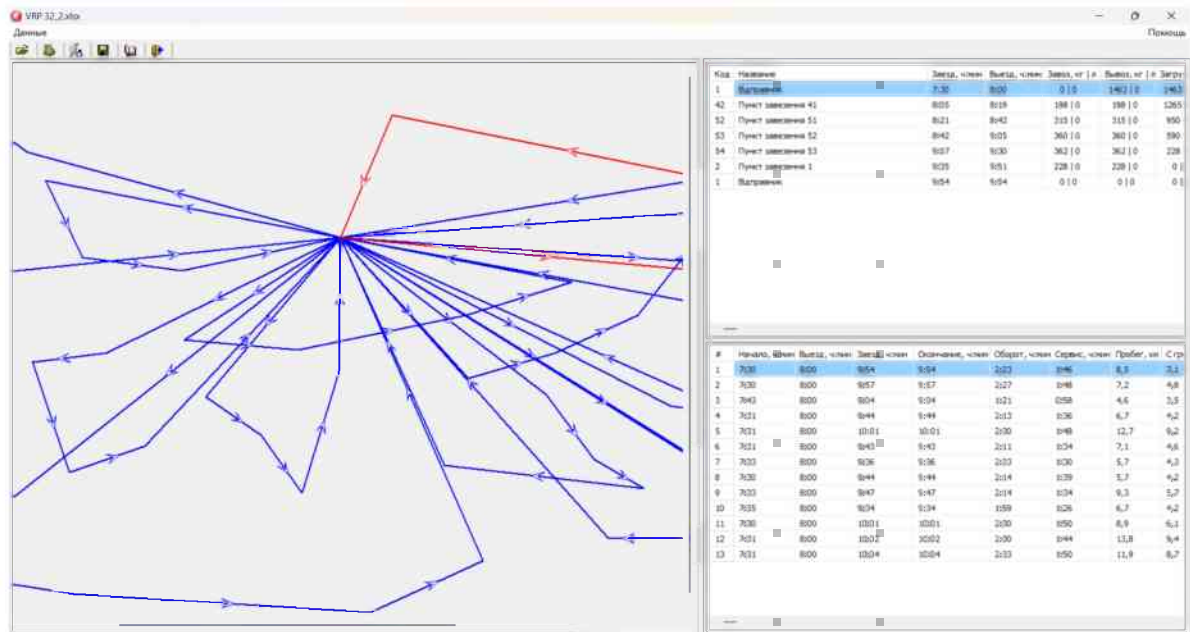 VRP 32_2.xlsx
Данные Помощь
Код Название Заезд, ч:мин Выезд, ч:мин Завоз, кг | л Вывоз, кг | л Загру
1 Відправник 7:30 8:00 0 | 0 1463 | 0 1463
42 Пункт завезення 41 8:05 8:19 198 | 0 198 | 0 1265
52 Пункт завезення 51 8:21 8:42 315 | 0 315 | 0 950
53 Пункт завезення 52 8:42 9:05 360 | 0 360 | 0 590
54 Пункт завезення 53 9:07 9:30 362 | 0 362 | 0 228
2 Пункт завезення 1 9:35 9:51 228 | 0 228 | 0 0 |
1 Відправник 9:54 9:54 0 | 0 0 | 0 0 |
# Начало, ч:мин Выезд, ч:мин Заезд, ч:мин Окончание, ч:мин Оборот, ч:мин Сервис, ч:мин Пробег, км С гр
1 7:30 8:00 9:54 9:54 2:23 1:46 8,5 7,1
2 7:30 8:00 9:57 9:57 2:27 1:48 7,2 4,8
3 7:43 8:00 9:04 9:04 1:21 0:58 4,6 3,5
4 7:31 8:00 9:44 9:44 2:13 1:36 6,7 4,2
5 7:31 8:00 10:01 10:01 2:30 1:48 12,7 9,2
6 7:31 8:00 9:43 9:43 2:11 1:34 7,1 4,6
7 7:33 8:00 9:36 9:36 2:03 1:30 5,7 4,3
8 7:30 8:00 9:44 9:44 2:14 1:39 5,7 4,2
9 7:33 8:00 9:47 9:47 2:14 1:34 9,3 5,7
10 7:35 8:00 9:34 9:34 1:59 1:26 6,7 4,2
11 7:30 8:00 10:01 10:01 2:30 1:50 8,9 6,1
12 7:31 8:00 10:02 10:02 2:30 1:44 13,8 9,4
13 7:31 8:00 10:04 10:04 2:33 1:50 11,9 8,7